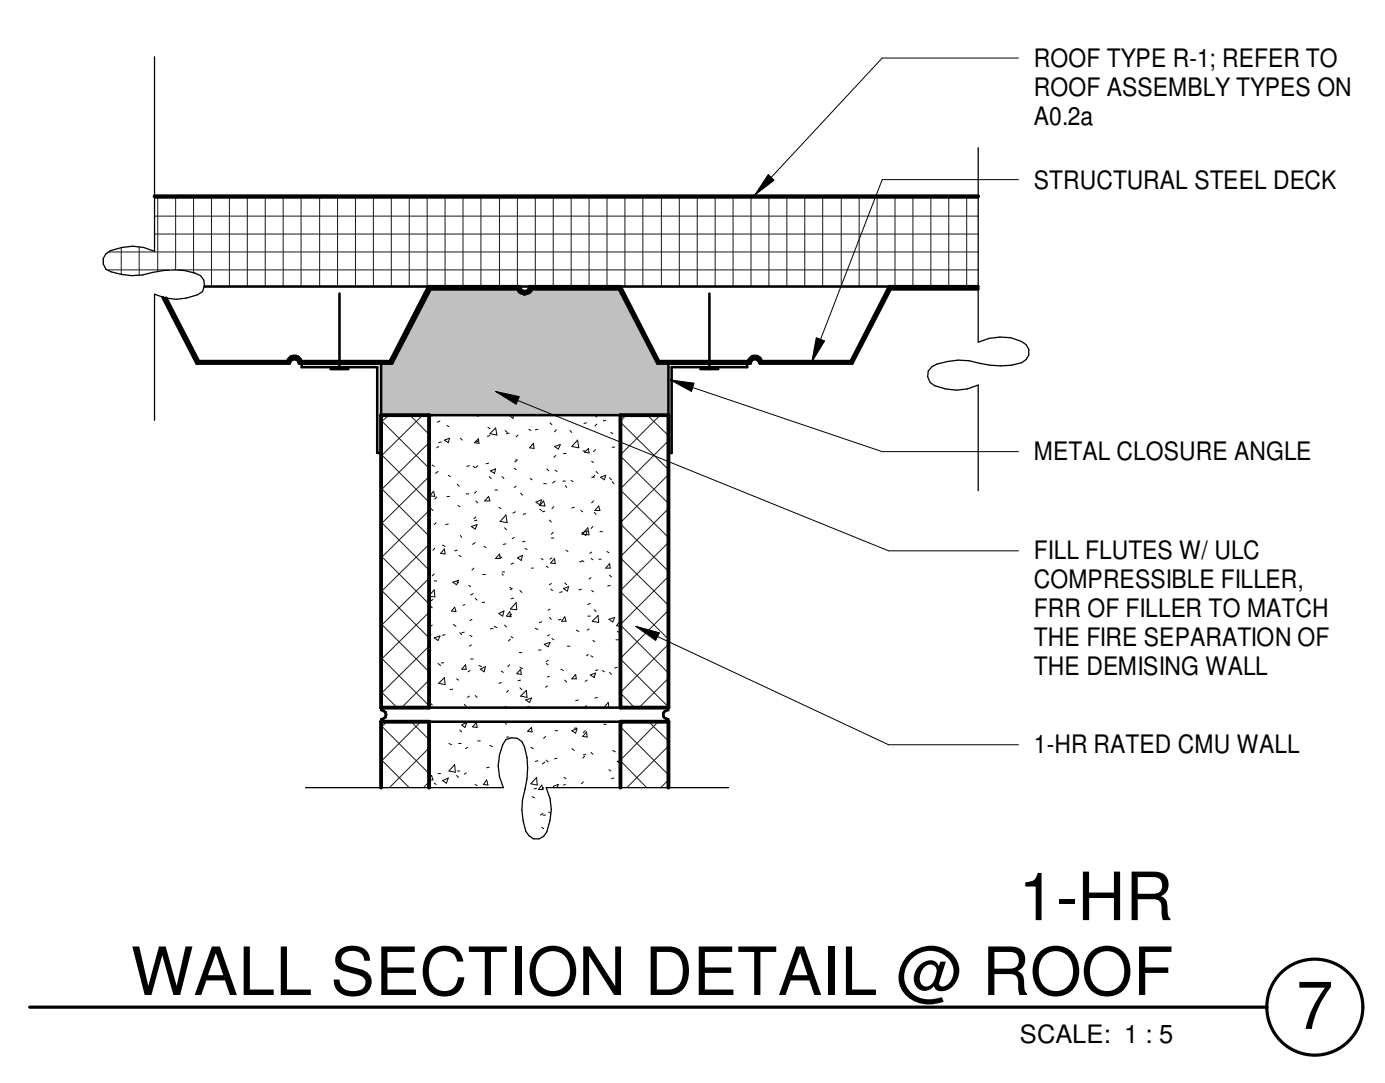 ROOF TYPE R-1; REFER TO
ROOF ASSEMBLY TYPES ON
A0.2a
STRUCTURAL STEEL DECK
METAL CLOSURE ANGLE
FILL FLUTES W/ ULC
COMPRESSIBLE FILLER,
FRR OF FILLER TO MATCH
THE FIRE SEPARATION OF
THE DEMISING WALL
1-HR RATED CMU WALL
1-HR
WALL SECTION DETAIL @ ROOF
7
SCALE: 1 : 5